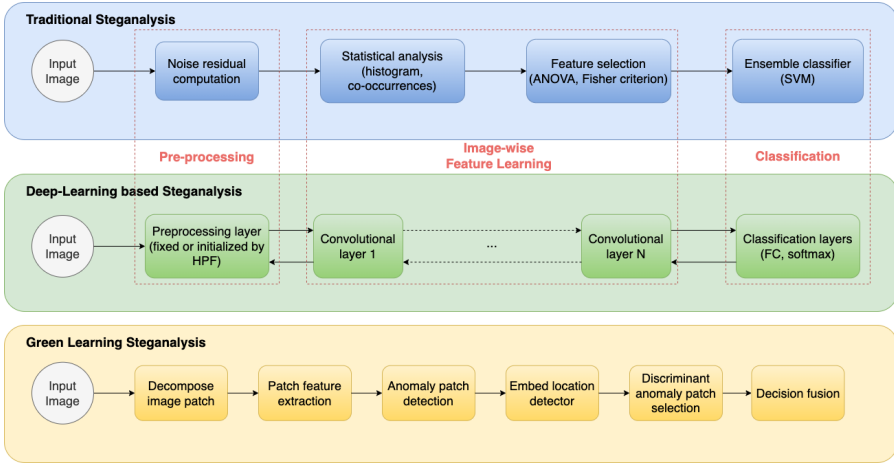 Traditional Steganalysis
Input
Image
Noise residual
computation
Statistical analysis
(histogram,
co-occurrences)
Feature selection
(ANOVA, Fisher criterion)
Ensemble classifier
(SVM)
Pre-processing
Image-wise
Feature Learning
Classification
Deep-Learning based Steganalysis
Input
Image
Preprocessing layer
(fixed or initialized by
HPF)
Convolutional
layer 1
...
Convolutional
layer N
Classification layers
(FC, softmax)
Green Learning Steganalysis
Input
Image
Decompose
image patch
Patch feature
extraction
Anomaly patch
detection
Embed location
detector
Discriminant
anomaly patch
selection
Decision fusion